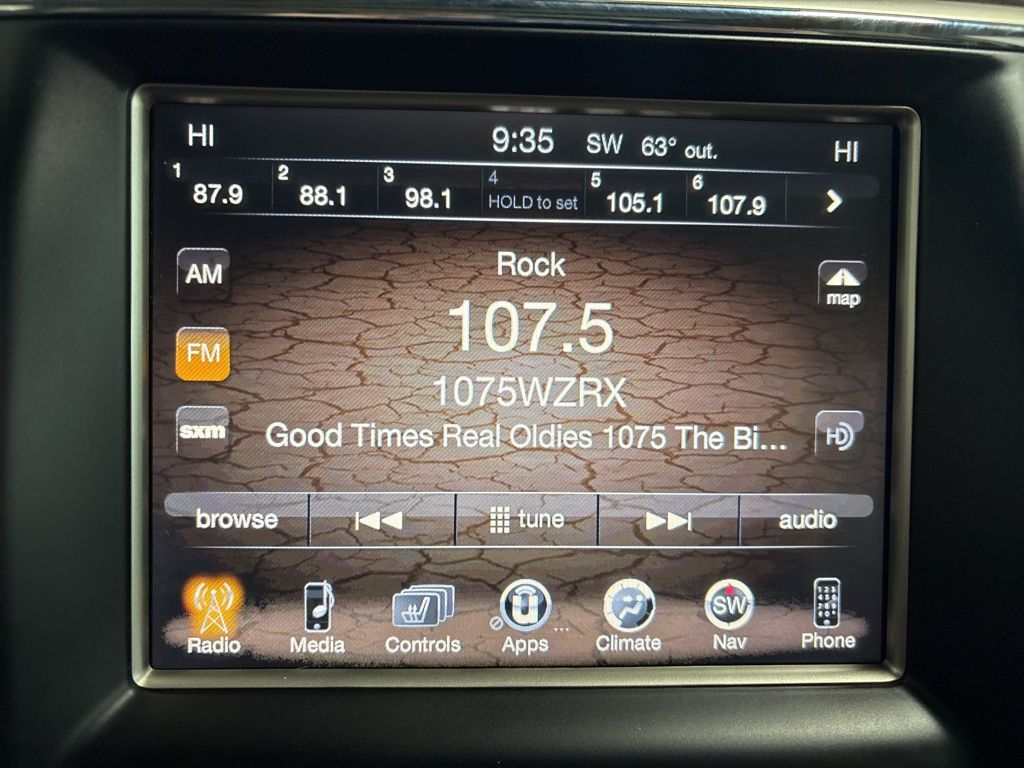 HI 9:35 SW 63° out. HI
1 87.9 2 88.1 3 98.1 4 HOLD to set 5 105.1 6 107.9
Rock
AM
map
107.5
FM
1075WZRX
sxm Good Times Real Oldies 1075 The Bi... HD
browse tune audio
Radio Media Controls Apps ... Climate SW Nav Phone